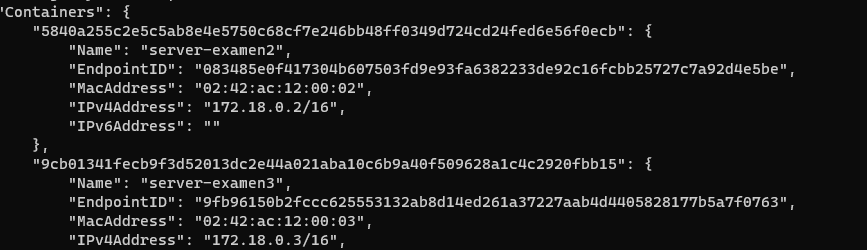 "Containers": {
"5840a255c2e5c5ab8e4e5750c68cf7e246bb48ff0349d724cd24fed6e56f0ecb": {
"Name": "server-examen2",
"EndpointID": "083485e0f417304b607503fd9e93fa6382233de92c16fcbb25727c7a92d4e5be",
"MacAddress": "02:42:ac:12:00:02",
"IPv4Address": "172.18.0.2/16",
"IPv6Address": ""
},
"9cb01341fecb9f3d52013dc2e44a021aba10c6b9a40f509628a1c4c2920fbb15": {
"Name": "server-examen3",
"EndpointID": "9fb96150b2fccc625553132ab8d14ed261a37227aab4d4405828177b5a7f0763",
"MacAddress": "02:42:ac:12:00:03",
"IPv4Address": "172.18.0.3/16",